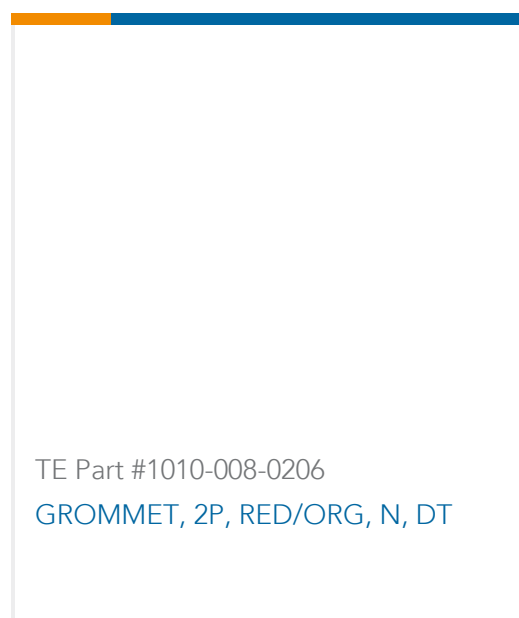 TE Part #1010-008-0206
GROMMET, 2P, RED/ORG, N, DT